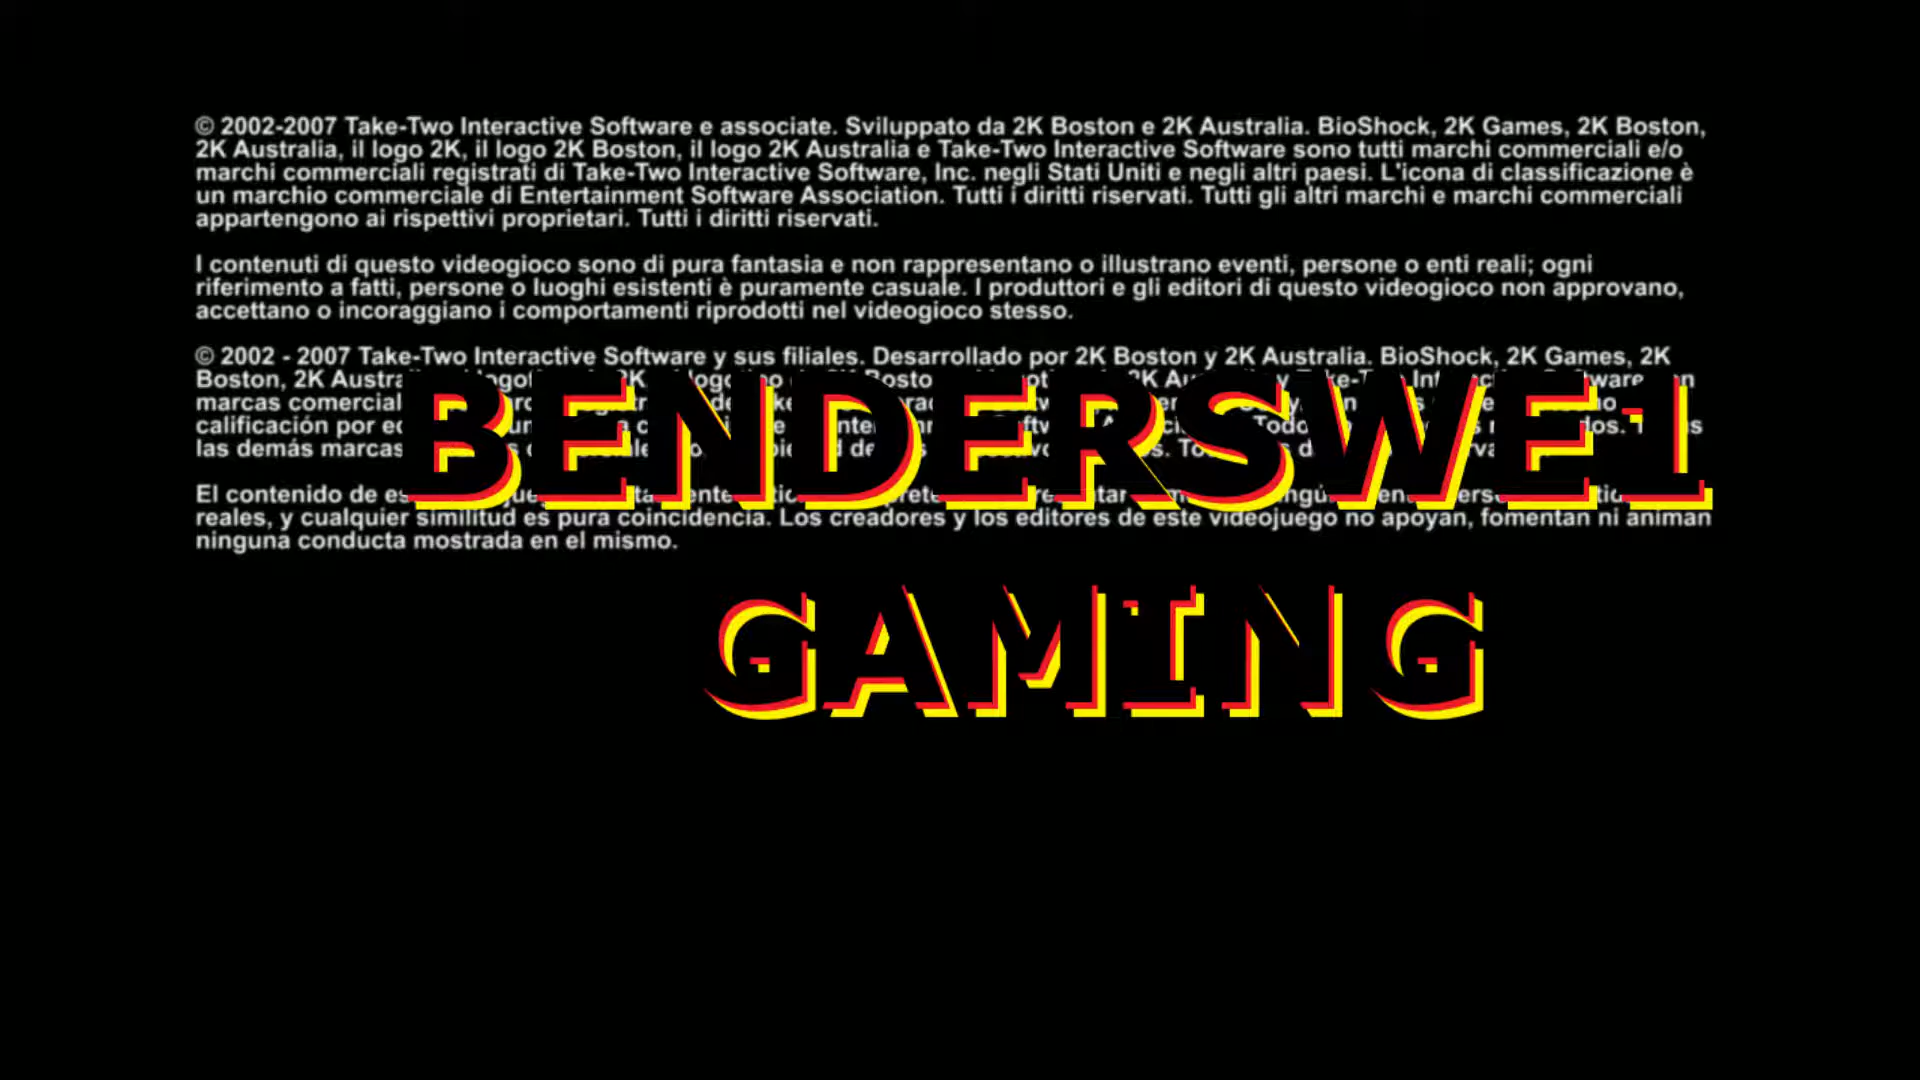 © 2002-2007 Take-Two Interactive Software e associate. Sviluppato da 2K Boston e 2K Australia. BioShock, 2K Games, 2K Boston,
2K Australia, il logo 2K, il logo 2K Boston, il logo 2K Australia e Take-Two Interactive Software sono tutti marchi commerciali e/o
marchi commerciali registrati di Take-Two Interactive Software, Inc. negli Stati Uniti e negli altri paesi. L'icona di classificazione è
un marchio commerciale di Entertainment Software Association. Tutti i diritti riservati. Tutti gli altri marchi e marchi commerciali
appartengono ai rispettivi proprietari. Tutti i diritti riservati.
I contenuti di questo videogioco sono di pura fantasia e non rappresentano o illustrano eventi, persone o enti reali; ogni
riferimento a fatti, persone o luoghi esistenti è puramente casuale. I produttori e gli editori di questo videogioco non approvano,
accettano o incoraggiano i comportamenti riprodotti nel videogioco stesso.
© 2002 - 2007 Take-Two Interactive Software y sus filiales. Desarrollado por 2K Boston y 2K Australia. BioShock, 2K Games, 2K
Boston, 2K
marcas
calificación por
las demás marcas
BENDERSWE1
El contenido de
reales, y cualquier similitud es pura coincidencia. Los creadores y los editores de este videojuego no apoyan, fomentan ni animan
ninguna conducta mostrada en el mismo.
GAMING